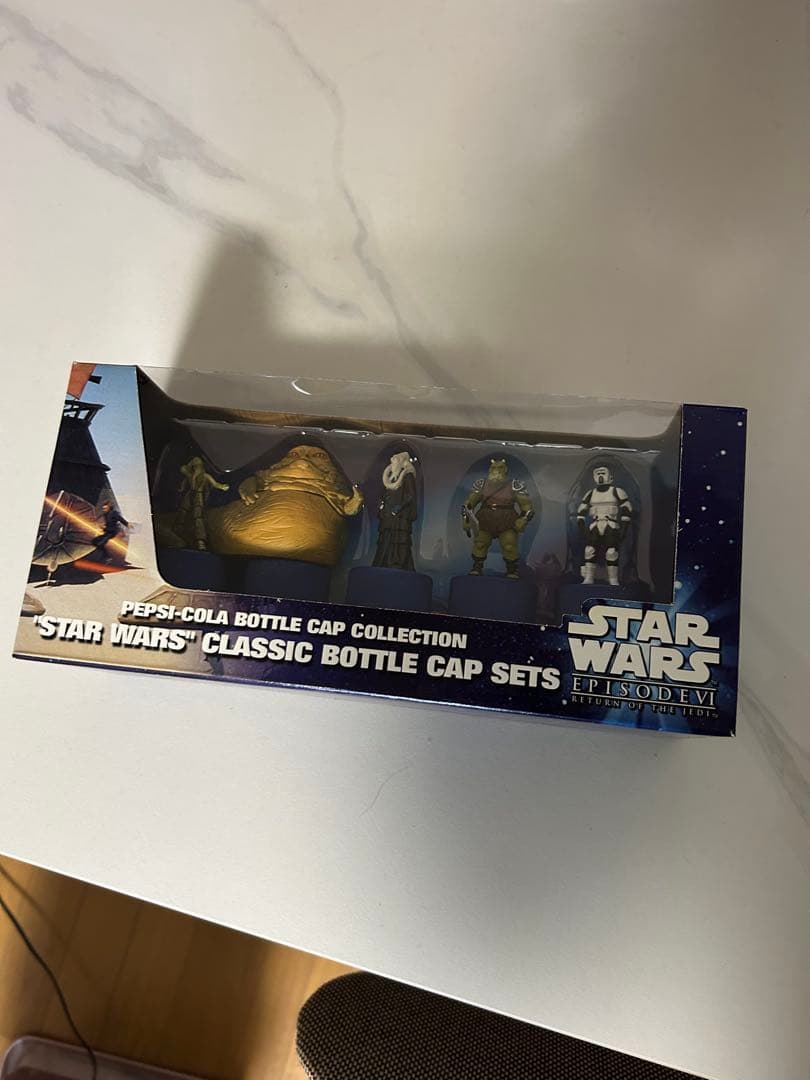 PEPSI-COLA BOTTLE CAP COLLECTION
"STAR WARS" CLASSIC BOTTLE CAP SETS
STAR
WARS
EPISODE VI
RETURN OF THE JEDI